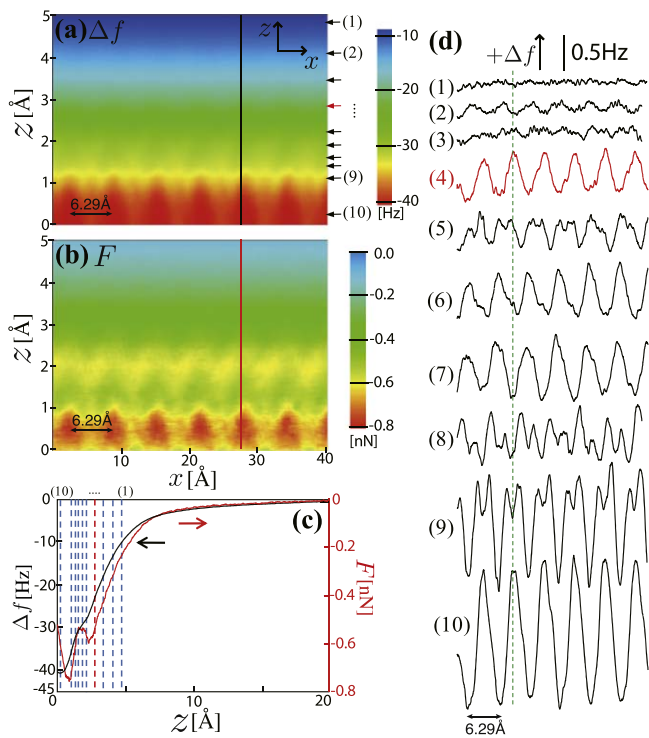 (a) Δf
z
x
(1)
(2)
....
(9)
(10)
z [Å]
5
4
3
2
1
0
6.29Å
-10
-20
-30
-40
[Hz]
(b) F
z [Å]
5
4
3
2
1
0
6.29Å
0.0
-0.2
-0.4
-0.6
-0.8
[nN]
0 10 20 30 40
x [Å]
(c)
(10) .... (1)
Δf [Hz]
0
-10
-20
-30
-40
-45
0
-0.2
-0.4
-0.6
-0.8
F [nN]
0 5 10 15 20
z [Å]
(d)
+Δf
0.5Hz
(1)
(2)
(3)
(4)
(5)
(6)
(7)
(8)
(9)
(10)
6.29Å